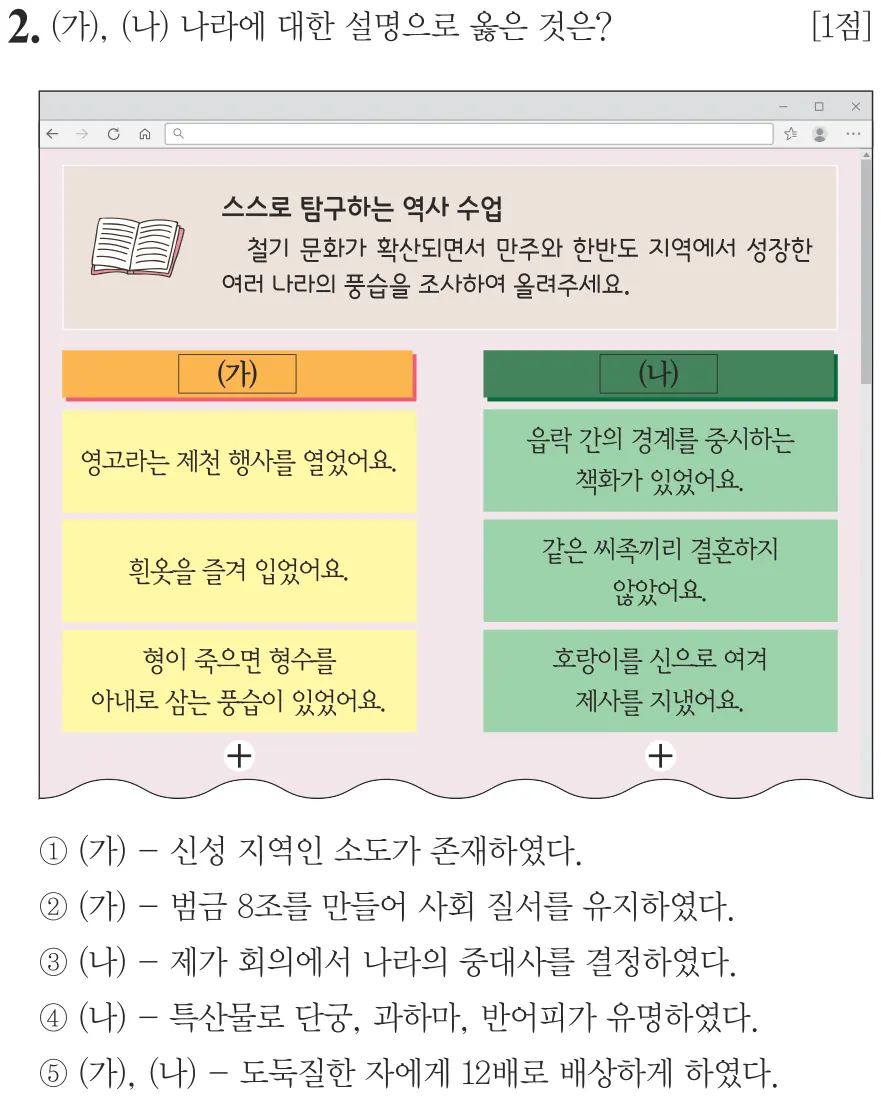 2. (가), (나) 나라에 대한 설명으로 옳은 것은? [1점]
스스로 탐구하는 역사 수업
철기 문화가 확산되면서 만주와 한반도 지역에서 성장한
여러 나라의 풍습을 조사하여 올려주세요.
(가)
영고라는 제천 행사를 열었어요.
흰옷을 즐겨 입었어요.
형이 죽으면 형수를
아내로 삼는 풍습이 있었어요.
(나)
읍락 간의 경계를 중시하는
책화가 있었어요.
같은 씨족끼리 결혼하지
않았어요.
호랑이를 신으로 여겨
제사를 지냈어요.
① (가) - 신성 지역인 소도가 존재하였다.
② (가) - 범금 8조를 만들어 사회 질서를 유지하였다.
③ (나) - 제가 회의에서 나라의 중대사를 결정하였다.
④ (나) - 특산물로 단궁, 과하마, 반어피가 유명하였다.
⑤ (가), (나) - 도둑질한 자에게 12배로 배상하게 하였다.